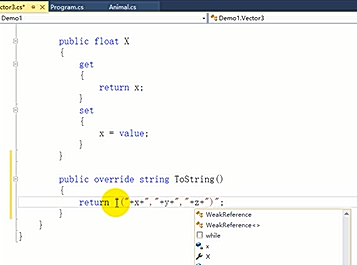 ctor3.cs* Program.cs Animal.cs
Demo1 Demo1.Vector3
public float X
{
get
{
return x;
}
set
{
x = value;
}
}
public override string ToString()
{
return "("+x+","+y+","+z+")";
}
}
}
WeakReference
WeakReference<>
while
x
X